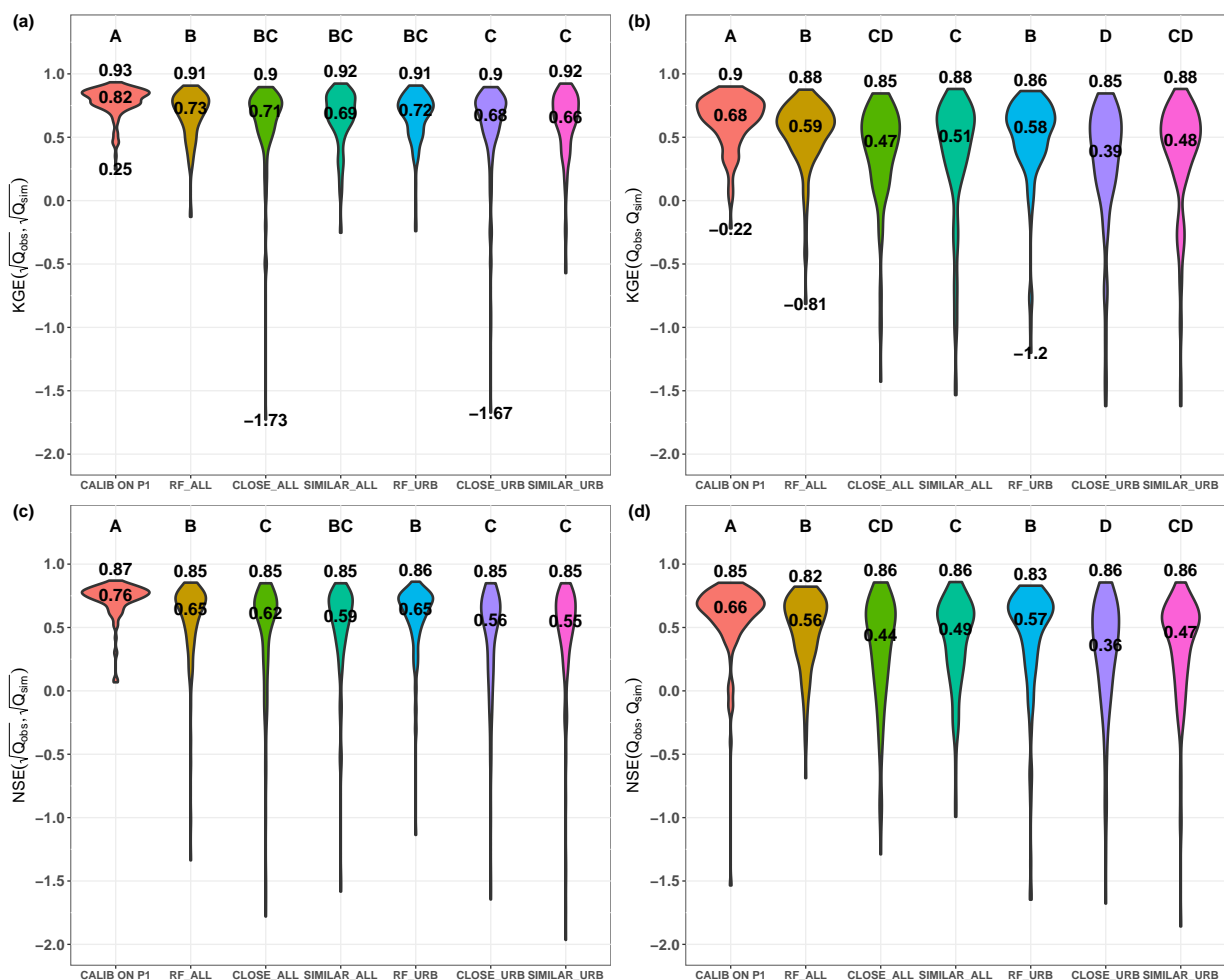 (a)
A B BC BC BC C C
0.93 0.91 0.9 0.92 0.91 0.9 0.92
0.82 0.73 0.71 0.69 0.72 0.68 0.66
0.25
−1.73 −1.67
1.0
0.5
0.0
−0.5
−1.0
−1.5
−2.0
KGE(√Qobs, √Qsim)
CALIB ON P1 RF_ALL CLOSE_ALL SIMILAR_ALL RF_URB CLOSE_URB SIMILAR_URB
(b)
A B CD C B D CD
0.9 0.88 0.85 0.88 0.86 0.85 0.88
0.68 0.59 0.47 0.51 0.58 0.39 0.48
−0.22
−0.81
−1.2
1.0
0.5
0.0
−0.5
−1.0
−1.5
−2.0
KGE(Qobs, Qsim)
CALIB ON P1 RF_ALL CLOSE_ALL SIMILAR_ALL RF_URB CLOSE_URB SIMILAR_URB
(c)
A B C BC B C C
0.87 0.85 0.85 0.85 0.86 0.85 0.85
0.76 0.65 0.62 0.59 0.65 0.56 0.55
1.0
0.5
0.0
−0.5
−1.0
−1.5
−2.0
NSE(√Qobs, √Qsim)
CALIB ON P1 RF_ALL CLOSE_ALL SIMILAR_ALL RF_URB CLOSE_URB SIMILAR_URB
(d)
A B CD C B D CD
0.85 0.82 0.86 0.86 0.83 0.86 0.86
0.66 0.56 0.44 0.49 0.57 0.36 0.47
1.0
0.5
0.0
−0.5
−1.0
−1.5
−2.0
NSE(Qobs, Qsim)
CALIB ON P1 RF_ALL CLOSE_ALL SIMILAR_ALL RF_URB CLOSE_URB SIMILAR_URB